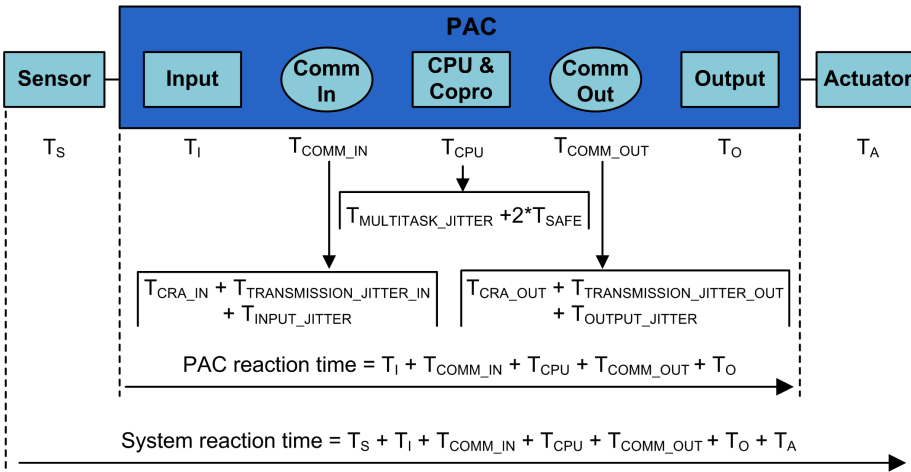 PAC
Sensor
Input
Comm
In
CPU &
Copro
Comm
Out
Output
Actuator
T_S
T_I
T_COMM_IN
T_CPU
T_COMM_OUT
T_O
T_A
T_MULTITASK_JITTER +2*T_SAFE
T_CRA_IN + T_TRANSMISSION_JITTER_IN
+ T_INPUT_JITTER
T_CRA_OUT + T_TRANSMISSION_JITTER_OUT
+ T_OUTPUT_JITTER
PAC reaction time = T_I + T_COMM_IN + T_CPU + T_COMM_OUT + T_O
System reaction time = T_S + T_I + T_COMM_IN + T_CPU + T_COMM_OUT + T_O + T_A